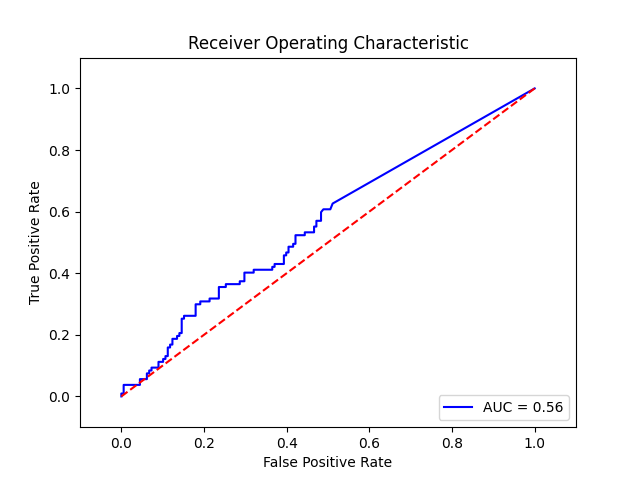 Receiver Operating Characteristic
True Positive Rate
1.0
0.8
0.6
0.4
0.2
0.0
AUC = 0.56
0.0 0.2 0.4 0.6 0.8 1.0
False Positive Rate